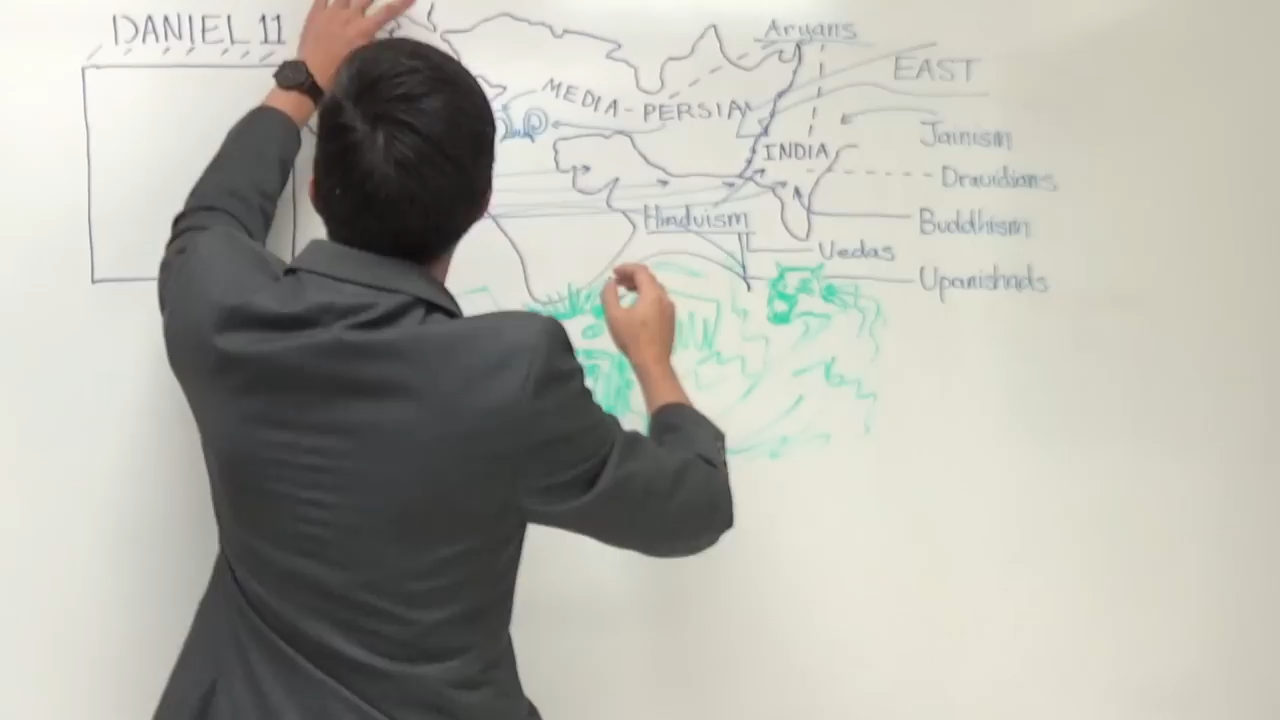 DANIEL 11
Aryans
EAST
MEDIA-PERSIA
Jainism
INDIA
Dravidians
Hinduism
Buddhism
Vedas
Upanishads